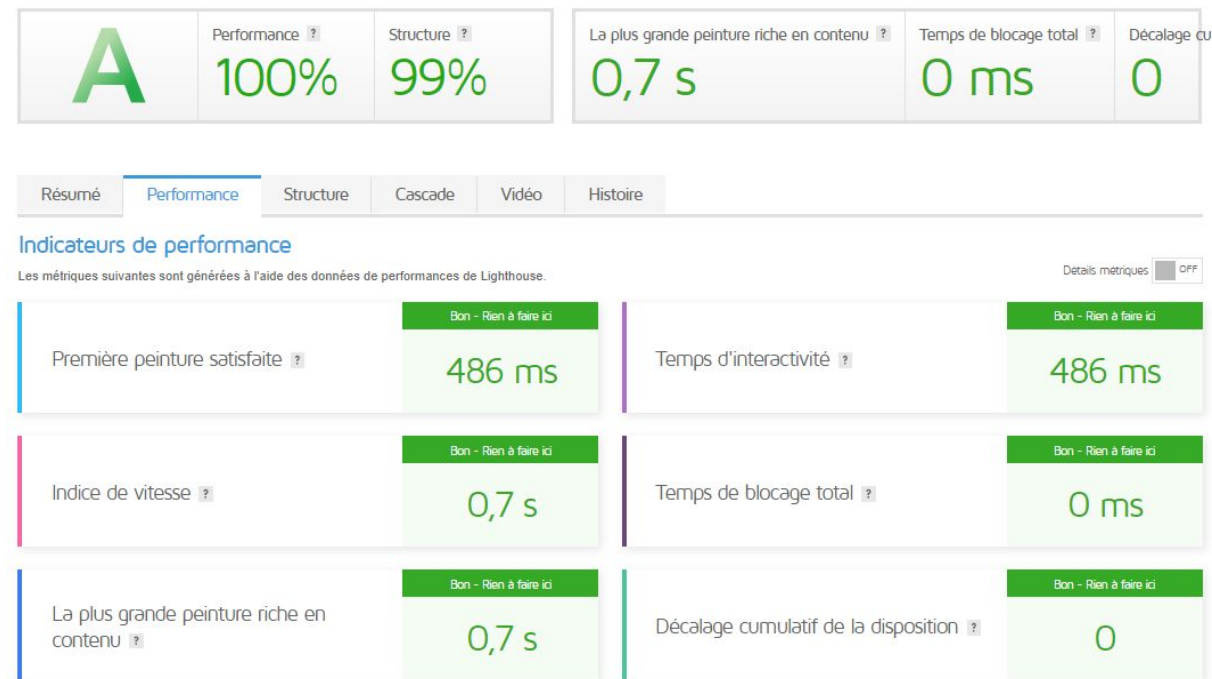 A
Performance ?
100%
Structure ?
99%
La plus grande peinture riche en contenu ?
0,7 s
Temps de blocage total ?
0 ms
Décalage cu
0
Résumé Performance Structure Cascade Vidéo Histoire
Indicateurs de performance
Les métriques suivantes sont générées à l'aide des données de performances de Lighthouse.
Détails métriques OFF
Première peinture satisfaite ?
Bon - Rien à faire ici
486 ms
Temps d'interactivité ?
Bon - Rien à faire ici
486 ms
Indice de vitesse ?
Bon - Rien à faire ici
0,7 s
Temps de blocage total ?
Bon - Rien à faire ici
0 ms
La plus grande peinture riche en
contenu ?
Bon - Rien à faire ici
0,7 s
Décalage cumulatif de la disposition ?
Bon - Rien à faire ici
0